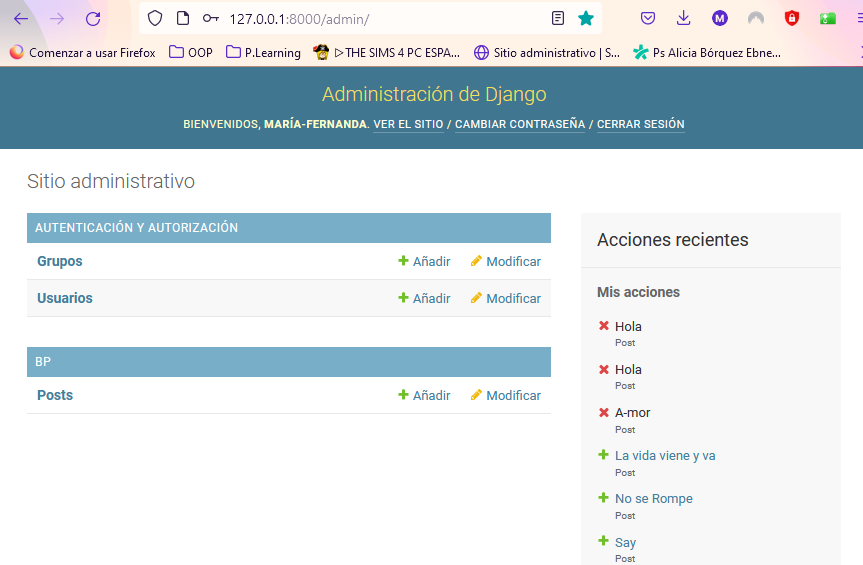 127.0.0.1:8000/admin/
Comenzar a usar Firefox OOP P.Learning ▷THE SIMS 4 PC ESPA... Sitio administrativo | S... Ps Alicia Bórquez Ebne...
Administración de Django
BIENVENIDOS, MARÍA-FERNANDA. VER EL SITIO / CAMBIAR CONTRASEÑA / CERRAR SESIÓN
Sitio administrativo
AUTENTICACIÓN Y AUTORIZACIÓN
Grupos Añadir Modificar
Usuarios Añadir Modificar
BP
Posts Añadir Modificar
Acciones recientes
Mis acciones
Hola
Post
Hola
Post
A-mor
Post
La vida viene y va
Post
No se Rompe
Post
Say
Post
M